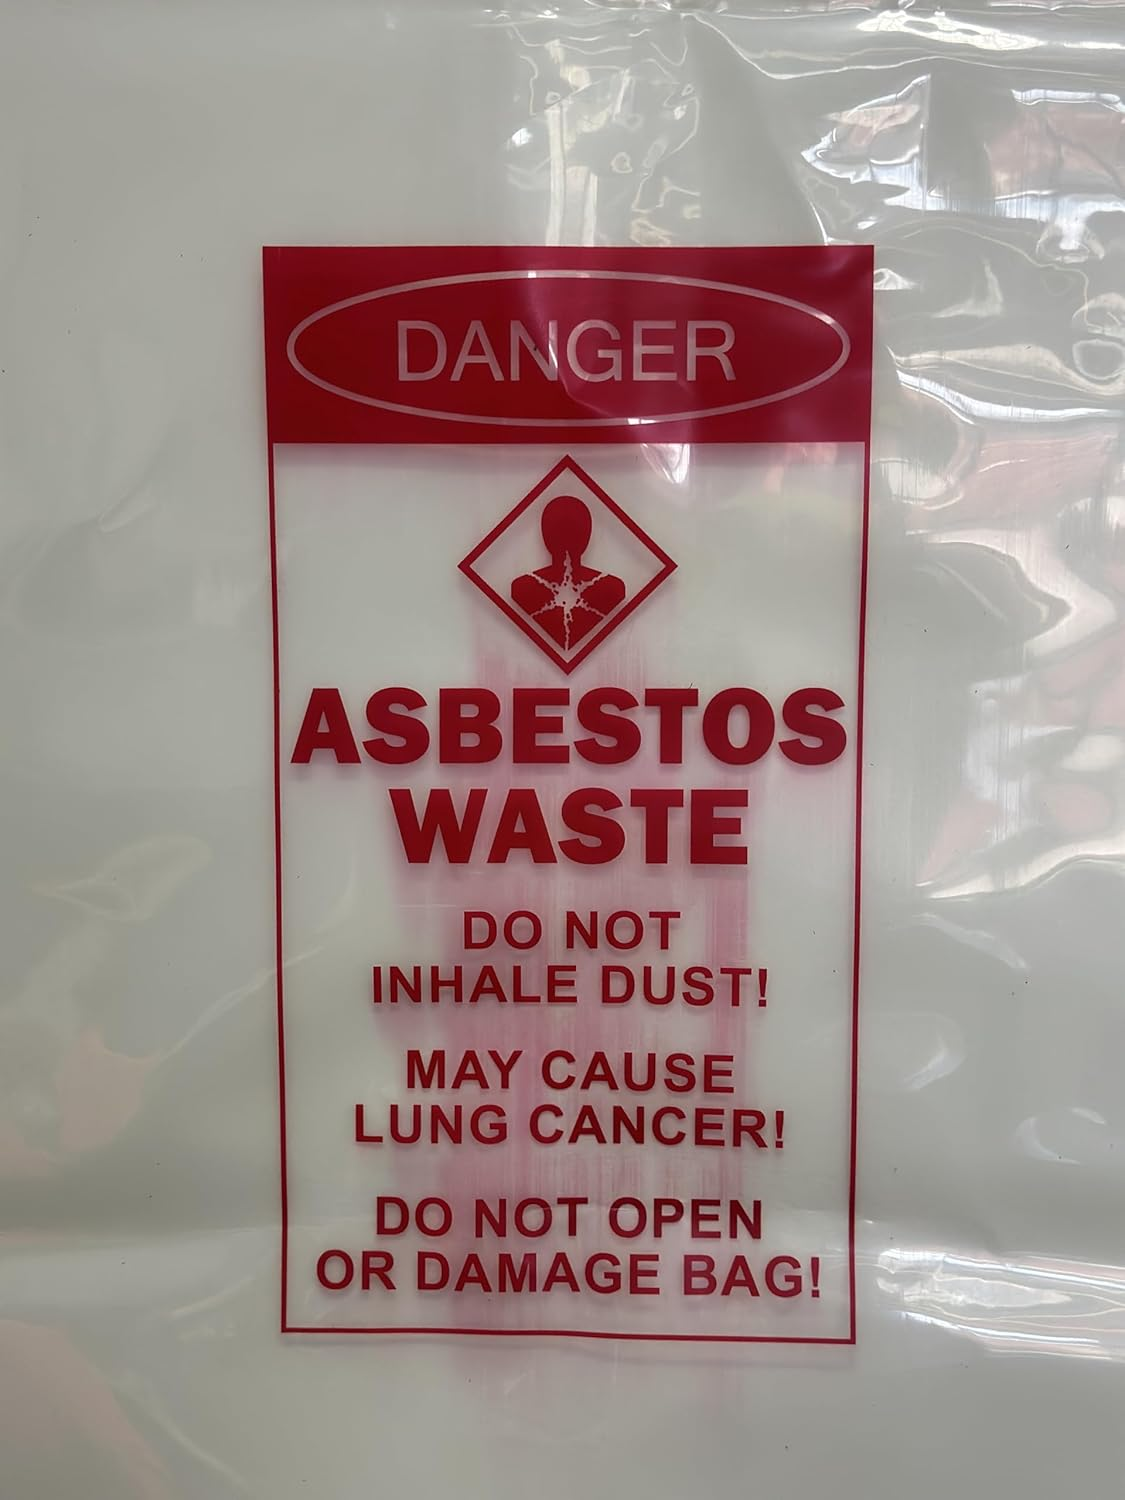 DANGER
ASBESTOS
WASTE
DO NOT
INHALE DUST!
MAY CAUSE
LUNG CANCER!
DO NOT OPEN
OR DAMAGE BAG!